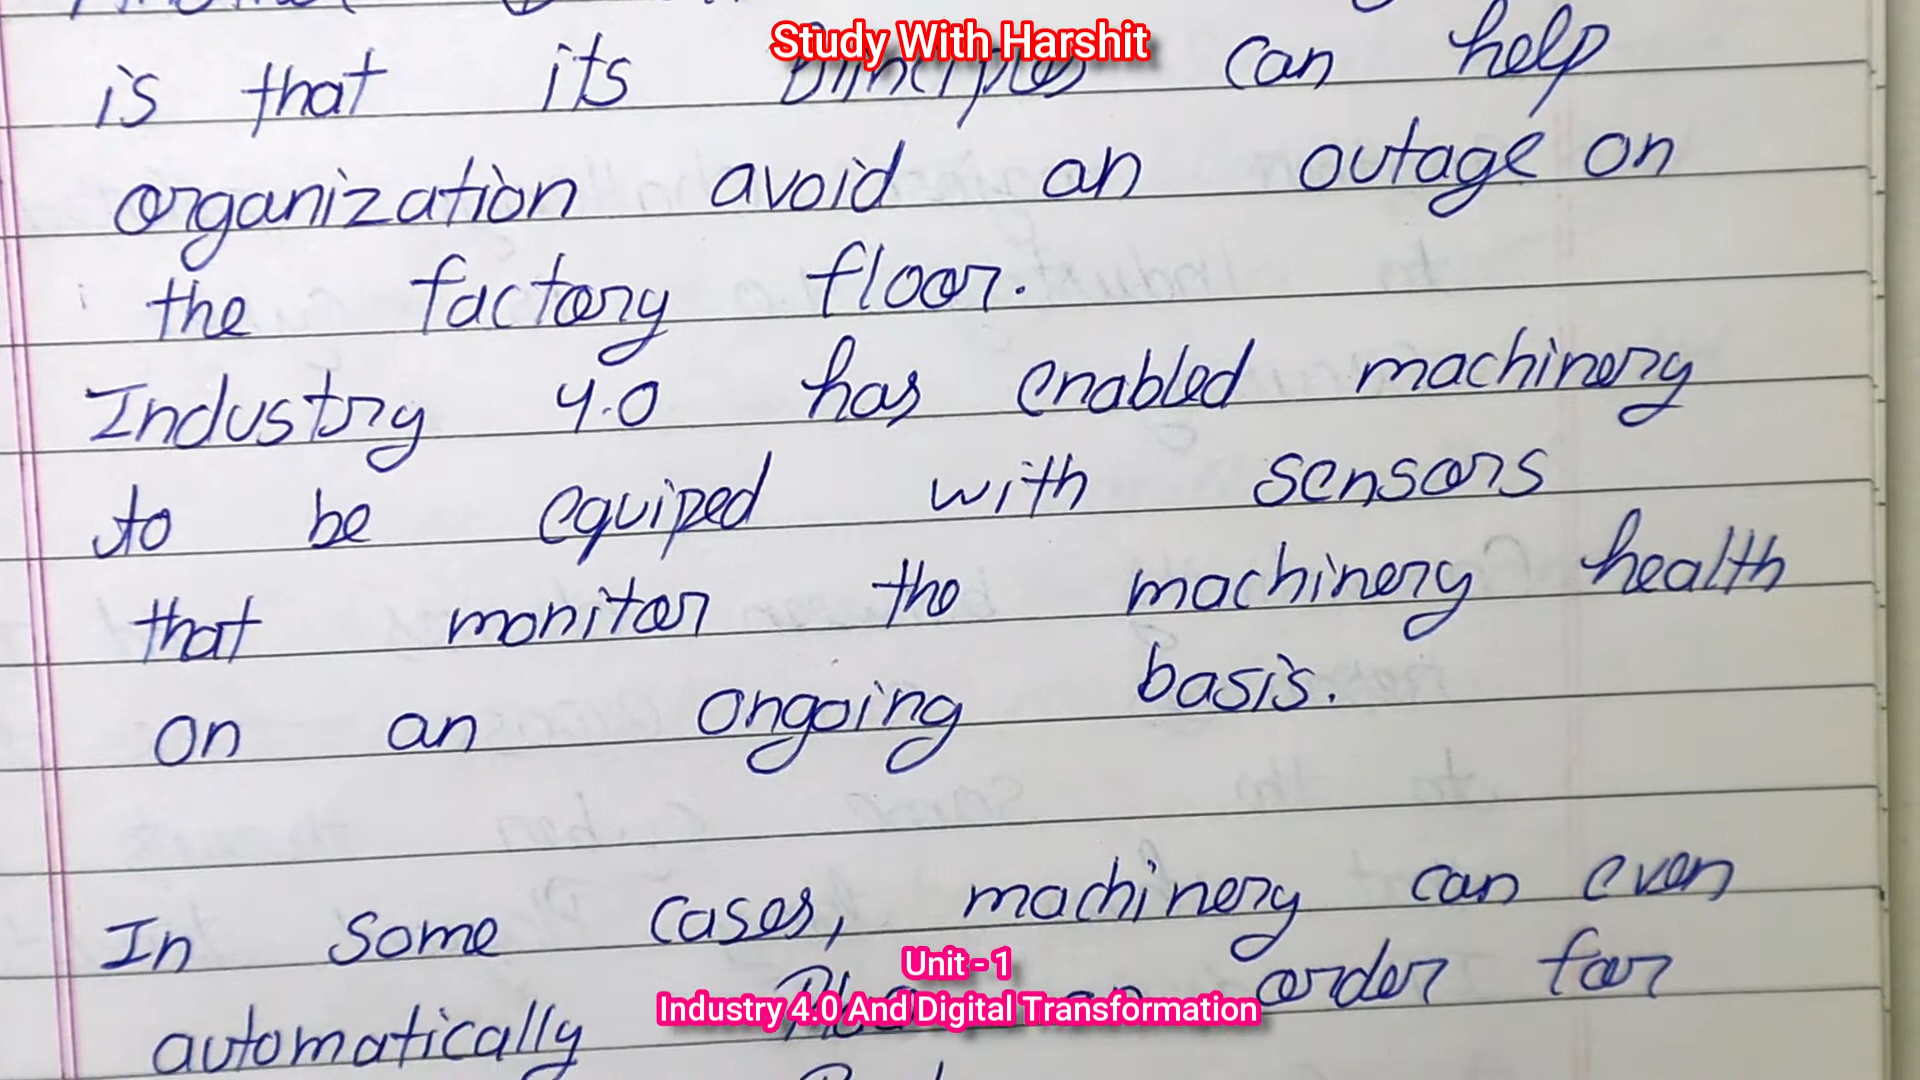 Study With Harshit
is that its can help
organization avoid an outage on
the factory floor.
Industry 4.0 has enabled machinery
to be equiped with sensors
that monitor the machinery health
on an ongoing basis.
In some cases, machinery can even
Unit - 1
automatically order for
Industry 4.0 And Digital Transformation